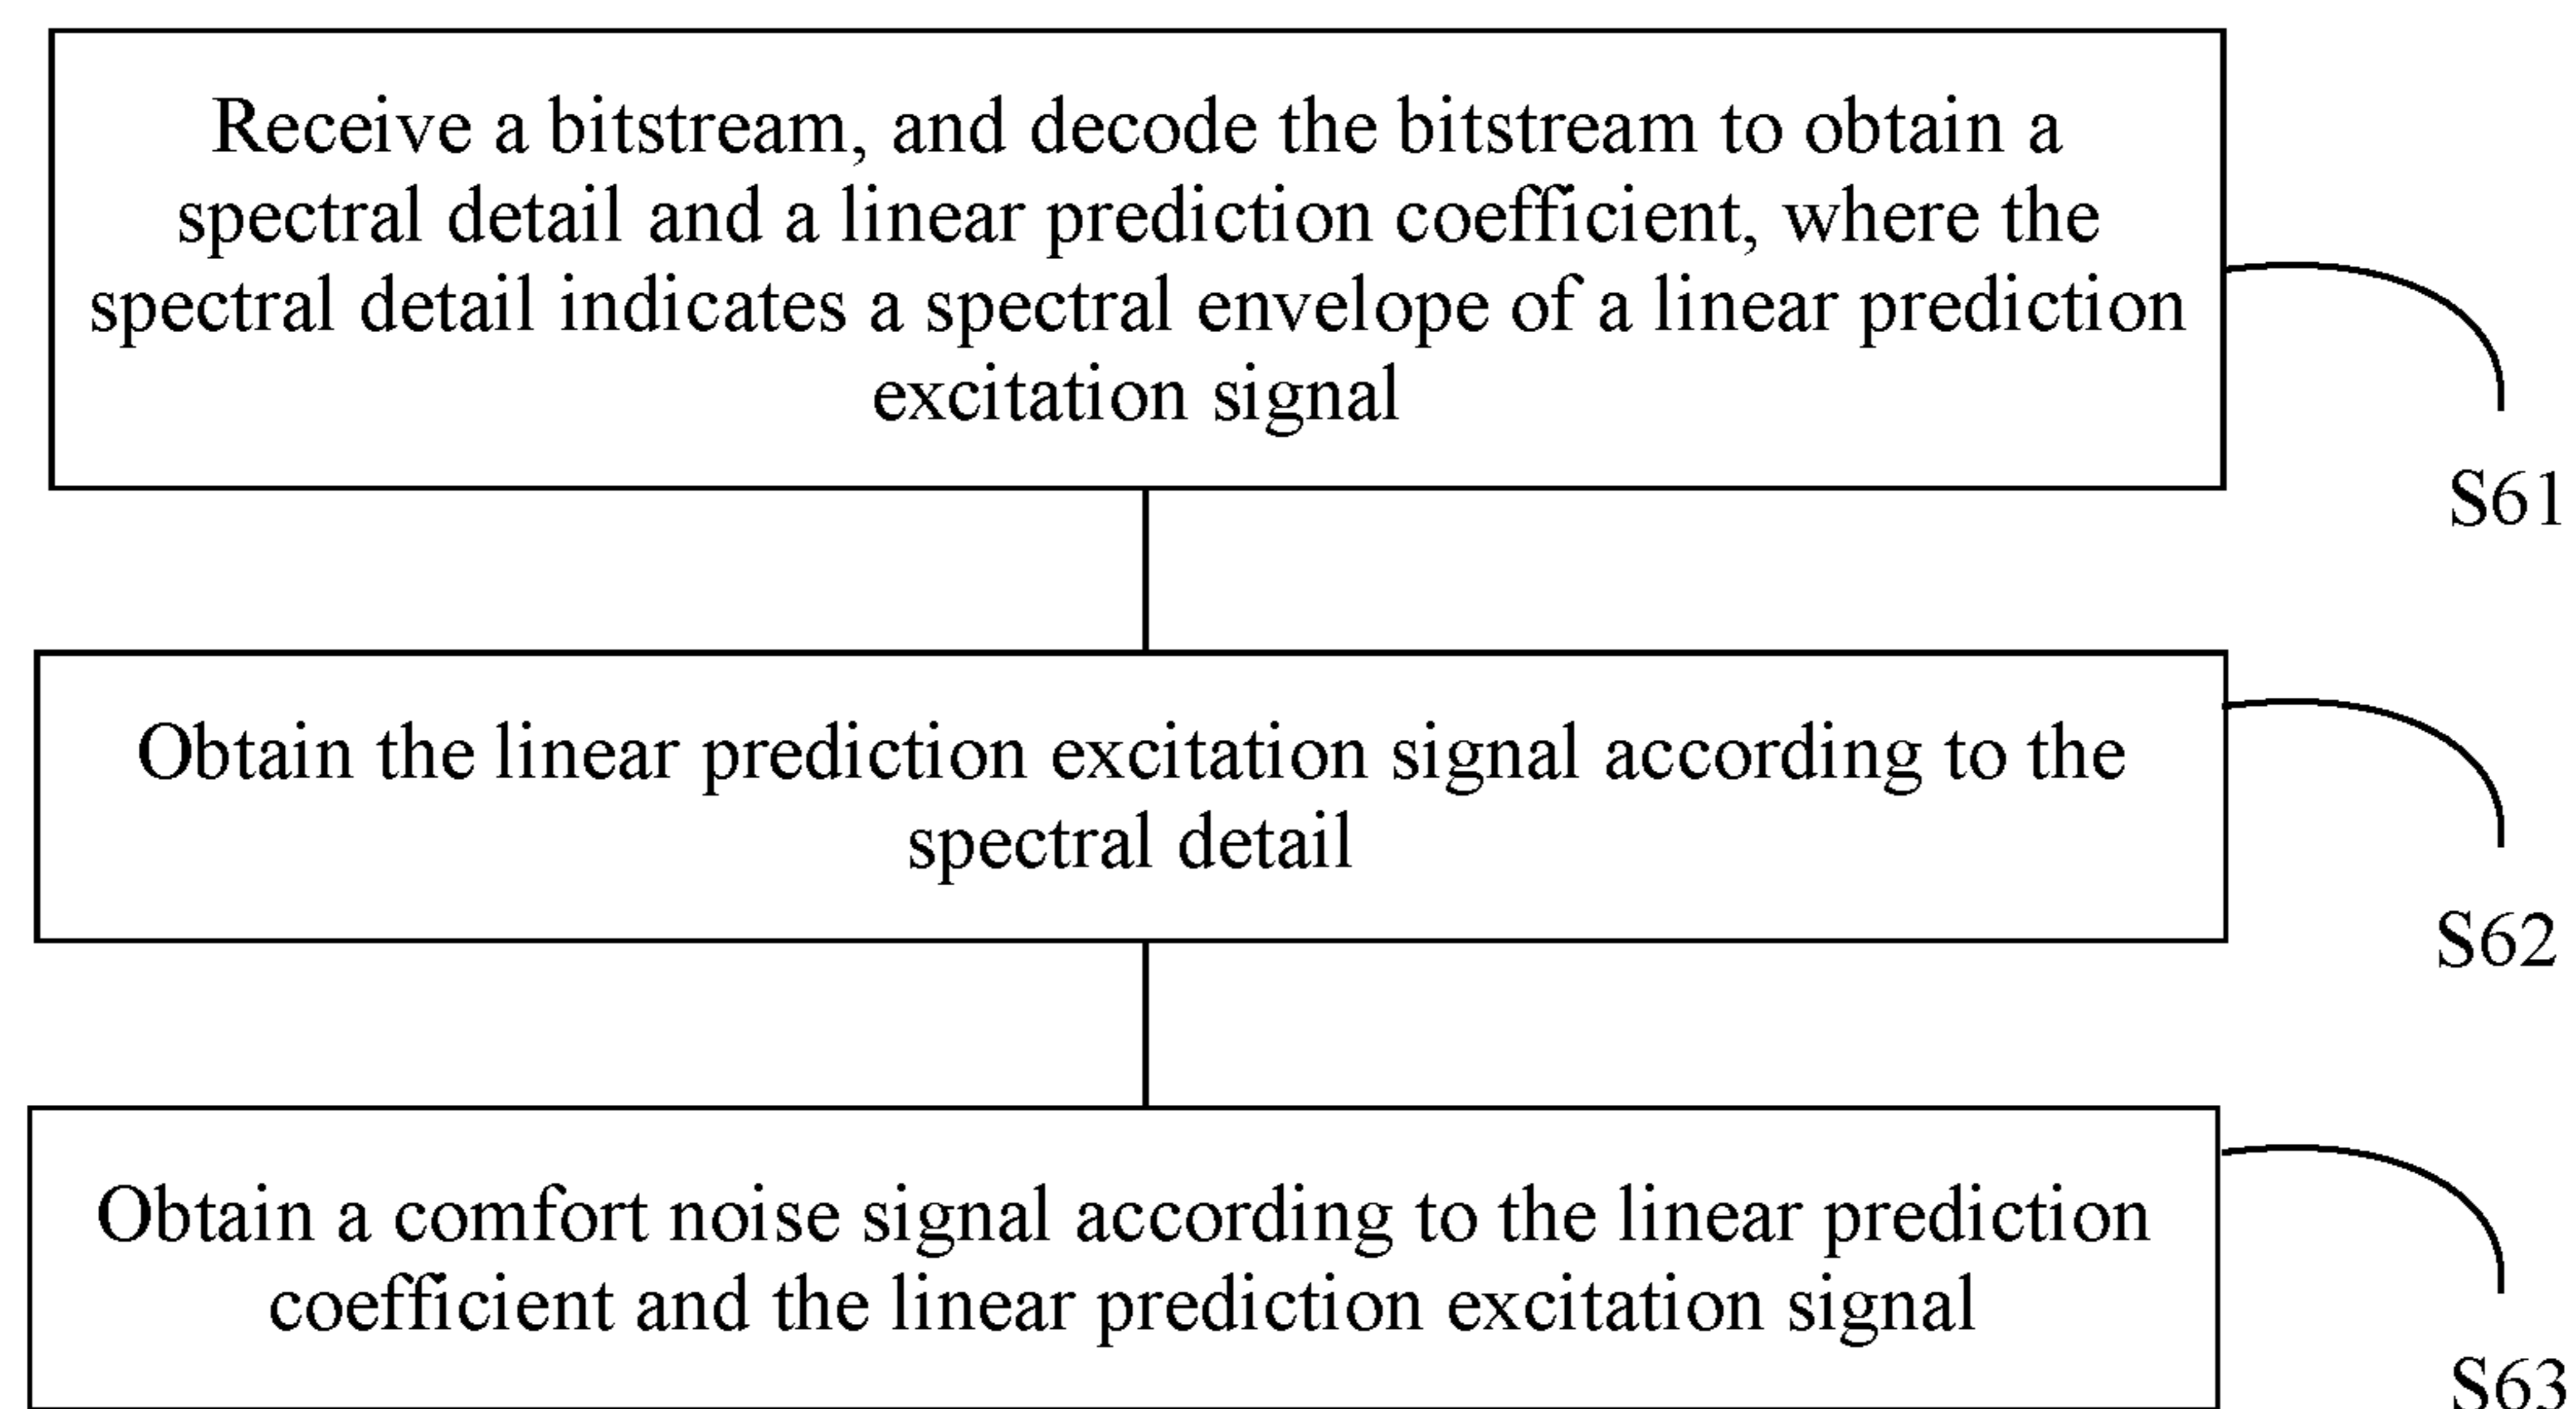 Receive a bitstream, and decode the bitstream to obtain a
spectral detail and a linear prediction coefficient, where the
spectral detail indicates a spectral envelope of a linear prediction
excitation signal
S61
Obtain the linear prediction excitation signal according to the
spectral detail
S62
Obtain a comfort noise signal according to the linear prediction
coefficient and the linear prediction excitation signal
S63